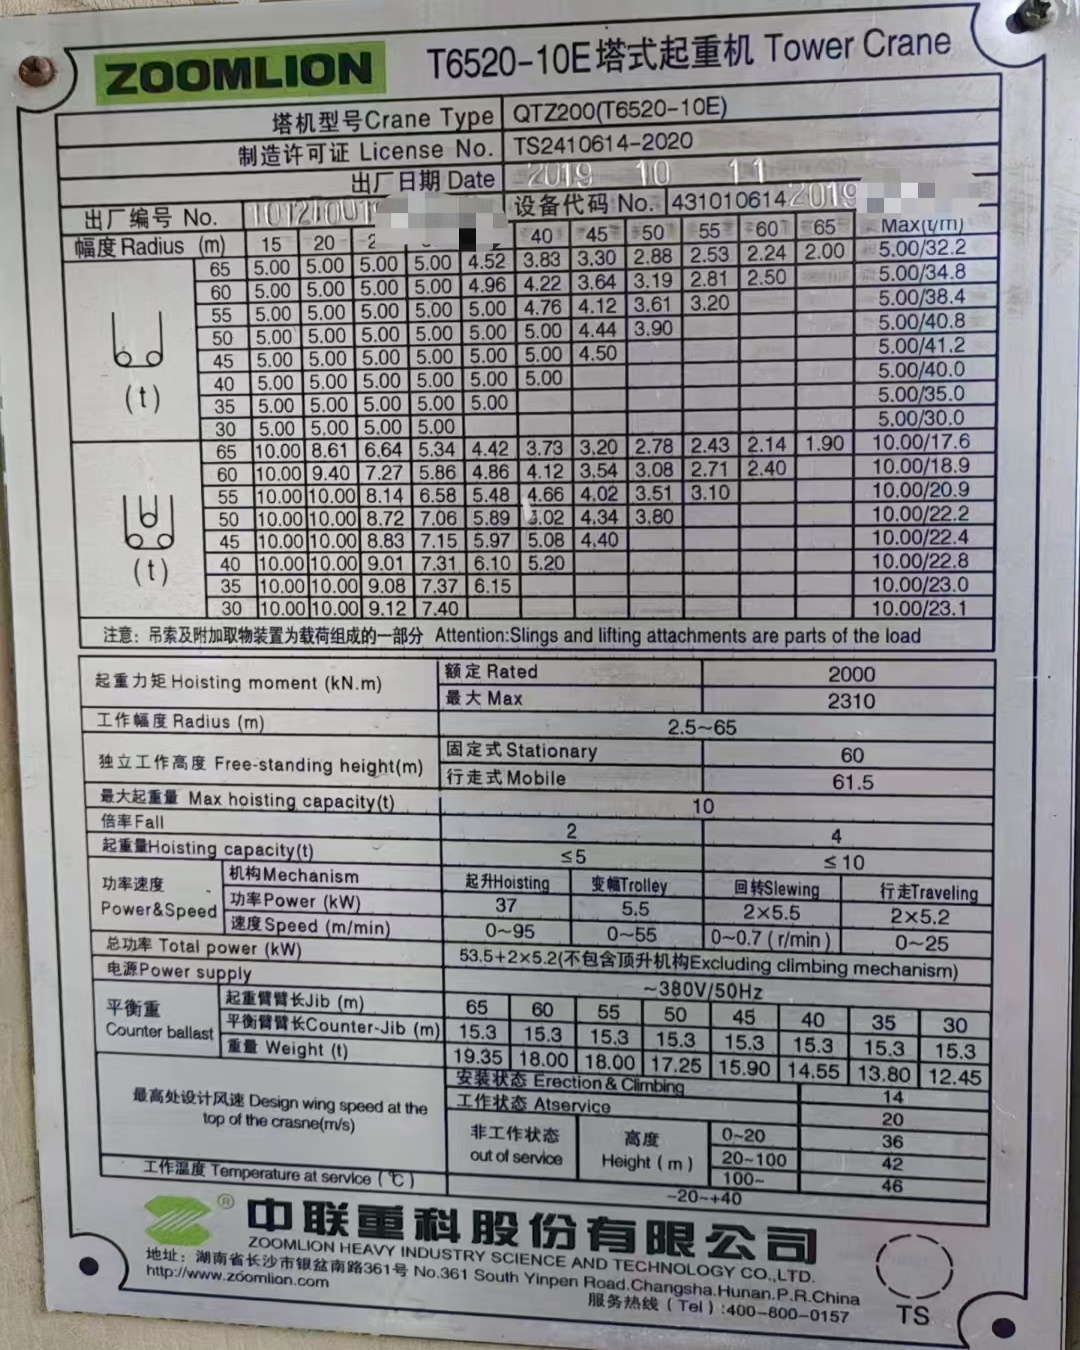 ZOOMLION T6520-10E塔式起重机 Tower Crane
塔机型号Crane Type QTZ200(T6520-10E)
制造许可证 License No. TS2410614-2020
出厂日期 Date 2019 10 11
出厂编号 No. 设备代码 No. 431010614 2019
幅度Radius (m) 15 20 40 45 50 55 60 65 Max(t/m)
65 5.00 5.00 5.00 5.00 4.52 3.83 3.30 2.88 2.53 2.24 2.00 5.00/32.2
60 5.00 5.00 5.00 5.00 4.96 4.22 3.64 3.19 2.81 2.50 5.00/34.8
55 5.00 5.00 5.00 5.00 5.00 4.76 4.12 3.61 3.20 5.00/38.4
50 5.00 5.00 5.00 5.00 5.00 5.00 4.44 3.90 5.00/40.8
45 5.00 5.00 5.00 5.00 5.00 5.00 4.50 5.00/41.2
(t) 40 5.00 5.00 5.00 5.00 5.00 5.00 5.00/40.0
35 5.00 5.00 5.00 5.00 5.00 5.00/35.0
30 5.00 5.00 5.00 5.00 5.00/30.0
65 10.00 8.61 6.64 5.34 4.42 3.73 3.20 2.78 2.43 2.14 1.90 10.00/17.6
60 10.00 9.40 7.27 5.86 4.86 4.12 3.54 3.08 2.71 2.40 10.00/18.9
55 10.00 10.00 8.14 6.58 5.48 4.66 4.02 3.51 3.10 10.00/20.9
50 10.00 10.00 8.72 7.06 5.89 5.02 4.34 3.80 10.00/22.2
45 10.00 10.00 8.83 7.15 5.97 5.08 4.40 10.00/22.4
(t) 40 10.00 10.00 9.01 7.31 6.10 5.20 10.00/22.8
35 10.00 10.00 9.08 7.37 6.15 10.00/23.0
30 10.00 10.00 9.12 7.40 10.00/23.1
注意：吊索及附加取物装置为载荷组成的一部分 Attention:Slings and lifting attachments are parts of the load
起重力矩Hoisting moment (kN.m) 额定 Rated 2000
最大 Max 2310
工作幅度 Radius (m) 2.5~65
独立工作高度 Free-standing height(m) 固定式Stationary 60
行走式Mobile 61.5
最大起重量 Max hoisting capacity(t) 10
倍率Fall 2 4
起重量Hoisting capacity(t) ≤5 ≤10
功率速度 Power&Speed 机构Mechanism 起升Hoisting 变幅Trolley 回转Slewing 行走Traveling
功率Power (kW) 37 5.5 2×5.5 2×5.2
速度Speed (m/min) 0~95 0~55 0~0.7 (r/min) 0~25
总功率 Total power (kW) 53.5+2×5.2(不包含顶升机构Excluding climbing mechanism)
电源Power supply ~380V/50Hz
平衡重 Counter ballast 起重臂臂长Jib (m) 65 60 55 50 45 40 35 30
平衡臂臂长Counter-Jib (m) 15.3 15.3 15.3 15.3 15.3 15.3 15.3 15.3
重量 Weight (t) 19.35 18.00 18.00 17.25 15.90 14.55 13.80 12.45
最高处设计风速 Design wing speed at the top of the crasne(m/s) 安装状态 Erection & Climbing 14
工作状态 Atservice 20
非工作状态 out of service 高度 Height (m) 0~20 36
20~100 42
100~ 46
工作温度 Temperature at service (℃) -20~+40
® 中联重科股份有限公司
ZOOMLION HEAVY INDUSTRY SCIENCE AND TECHNOLOGY CO.,LTD.
地址：湖南省长沙市银盆南路361号 No.361 South Yinpen Road.Changsha.Hunan.P.R.China
http://www.zoomlion.com 服务热线（Tel）:400-800-0157
TS